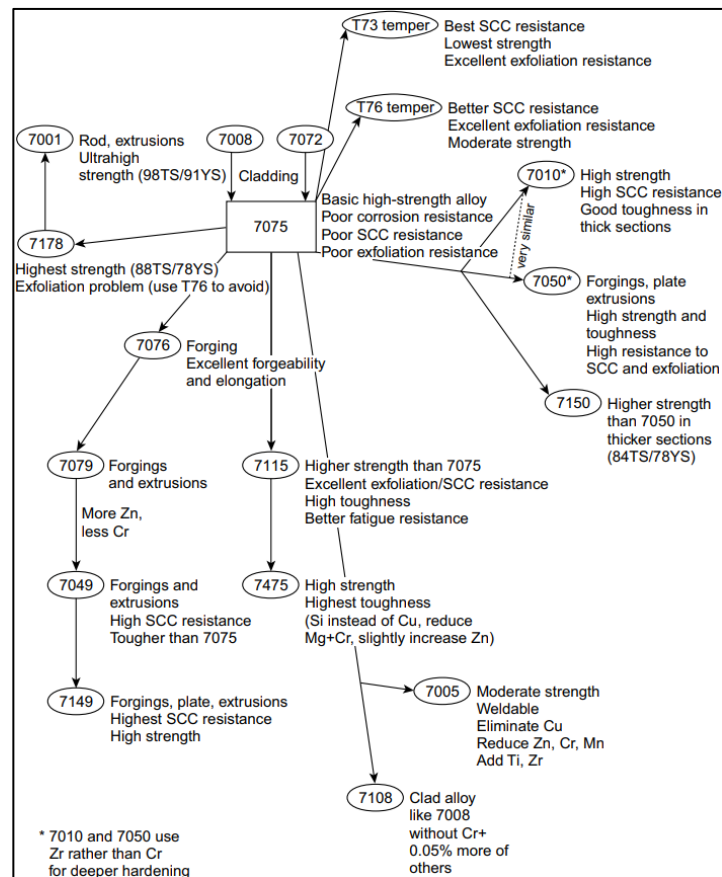 T73 temper
Best SCC resistance
Lowest strength
Excellent exfoliation resistance
T76 temper
Better SCC resistance
Excellent exfoliation resistance
Moderate strength
7001
Rod, extrusions
Ultrahigh
strength (98TS/91YS)
7008
7072
Cladding
7075
Basic high-strength alloy
Poor corrosion resistance
Poor SCC resistance
Poor exfoliation resistance
7010*
High strength
High SCC resistance
Good toughness in
thick sections
very similar
7178
Highest strength (88TS/78YS)
Exfoliation problem (use T76 to avoid)
7050*
Forgings, plate
extrusions
High strength and
toughness
High resistance to
SCC and exfoliation
7076
Forging
Excellent forgeability
and elongation
7150
Higher strength
than 7050 in
thicker sections
(84TS/78YS)
7079
Forgings
and extrusions
7115
Higher strength than 7075
Excellent exfoliation/SCC resistance
High toughness
Better fatigue resistance
More Zn,
less Cr
7049
Forgings and
extrusions
High SCC resistance
Tougher than 7075
7475
High strength
Highest toughness
(Si instead of Cu, reduce
Mg+Cr, slightly increase Zn)
7149
Forgings, plate, extrusions
Highest SCC resistance
High strength
7005
Moderate strength
Weldable
Eliminate Cu
Reduce Zn, Cr, Mn
Add Ti, Zr
7108
Clad alloy
like 7008
without Cr+
0.05% more of
others
* 7010 and 7050 use
Zr rather than Cr
for deeper hardening